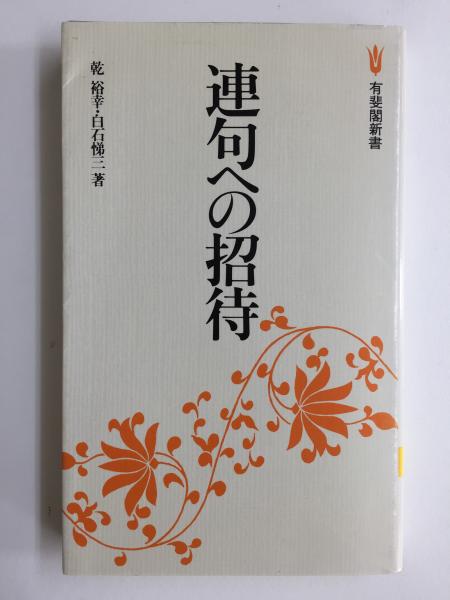 有斐閣新書
連句への招待
乾 裕幸・白石悌三 著